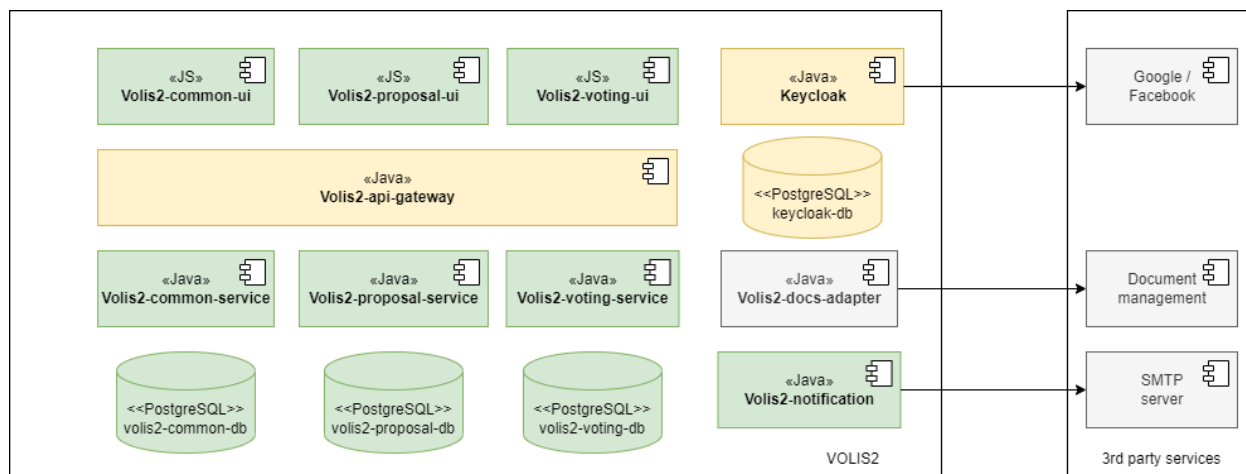 «JS»
Volis2-common-ui
«JS»
Volis2-proposal-ui
«JS»
Volis2-voting-ui
«Java»
Keycloak
Google /
Facebook
«Java»
Volis2-api-gateway
<<PostgreSQL>>
keycloak-db
«Java»
Volis2-common-service
«Java»
Volis2-proposal-service
«Java»
Volis2-voting-service
«Java»
Volis2-docs-adapter
Document
management
<<PostgreSQL>>
volis2-common-db
<<PostgreSQL>>
volis2-proposal-db
<<PostgreSQL>>
volis2-voting-db
«Java»
Volis2-notification
SMTP
server
VOLIS2
3rd party services